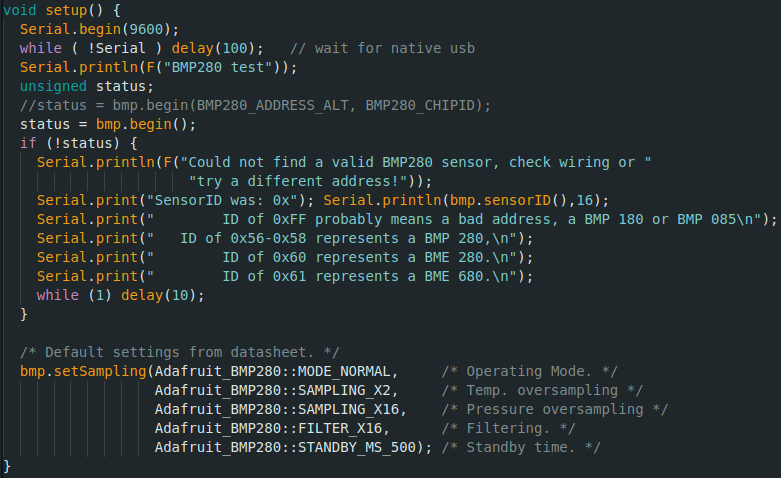 void setup() {
  Serial.begin(9600);
  while ( !Serial ) delay(100);   // wait for native usb
  Serial.println(F("BMP280 test"));
  unsigned status;
  //status = bmp.begin(BMP280_ADDRESS_ALT, BMP280_CHIPID);
  status = bmp.begin();
  if (!status) {
    Serial.println(F("Could not find a valid BMP280 sensor, check wiring or "
                      "try a different address!"));
    Serial.print("SensorID was: 0x"); Serial.println(bmp.sensorID(),16);
    Serial.print("        ID of 0xFF probably means a bad address, a BMP 180 or BMP 085\n");
    Serial.print("   ID of 0x56-0x58 represents a BMP 280,\n");
    Serial.print("        ID of 0x60 represents a BME 280.\n");
    Serial.print("        ID of 0x61 represents a BME 680.\n");
    while (1) delay(10);
  }

  /* Default settings from datasheet. */
  bmp.setSampling(Adafruit_BMP280::MODE_NORMAL,     /* Operating Mode. */
                  Adafruit_BMP280::SAMPLING_X2,     /* Temp. oversampling */
                  Adafruit_BMP280::SAMPLING_X16,    /* Pressure oversampling */
                  Adafruit_BMP280::FILTER_X16,      /* Filtering. */
                  Adafruit_BMP280::STANDBY_MS_500); /* Standby time. */
}